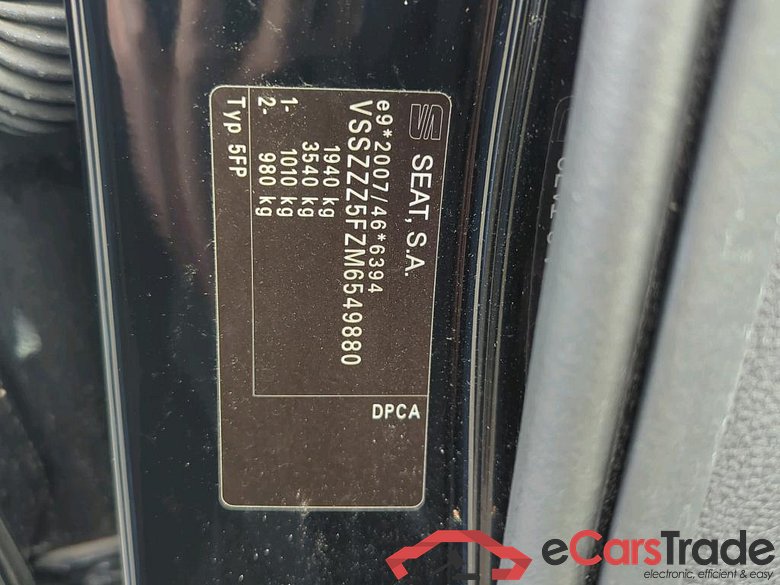 SEAT, S.A.
e9*2007/46*6394
VSSZZZ5FZM6549880
1940 kg
3540 kg
1- 1010 kg
2- 980 kg
Typ 5FP
DPCA
eCarsTrade
electronic, efficient & easy